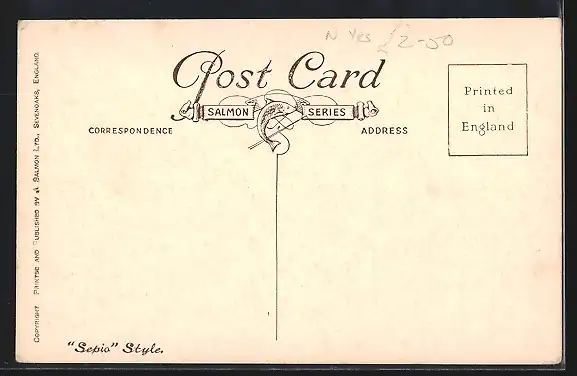 N Yes £2-50
Post Card
SALMON SERIES
CORRESPONDENCE
ADDRESS
Printed
in
England
COPYRIGHT PRINTED AND PUBLISHED BY J. SALMON LTD., SEVENOAKS, ENGLAND.
"Sepio" Style.